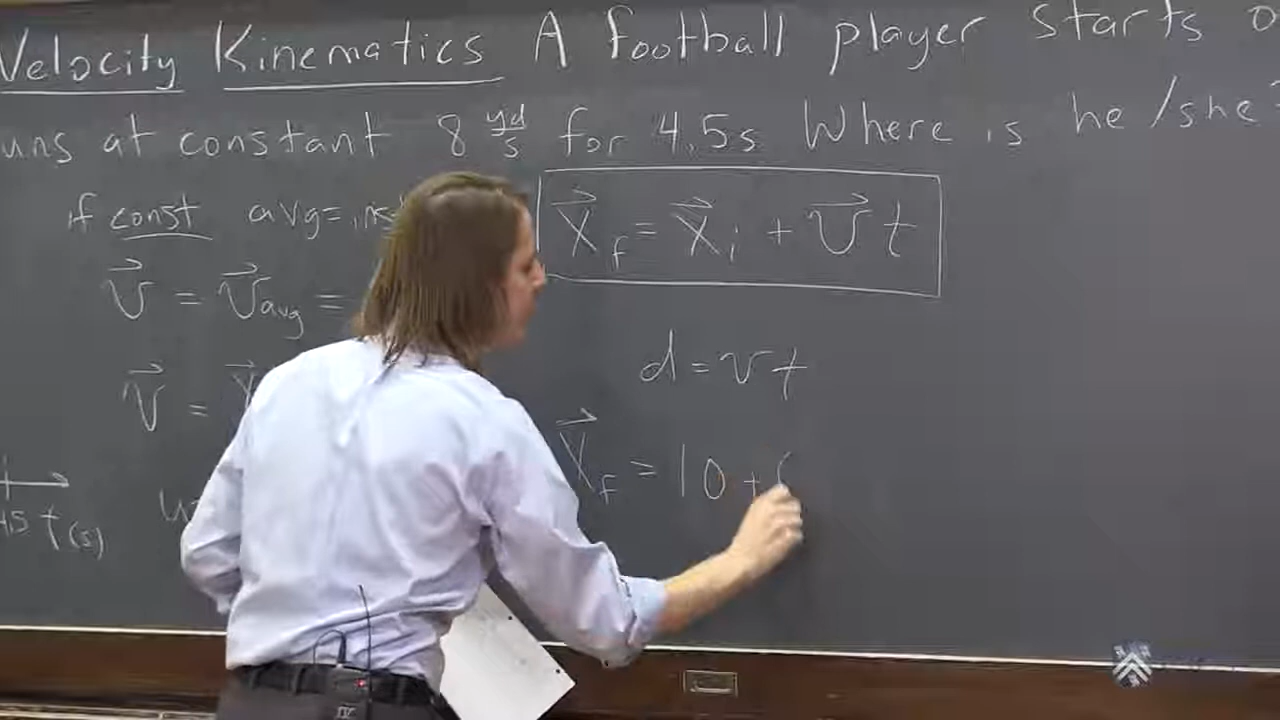 Velocity Kinematics A football player starts
uns at constant 8 yd/s for 4.5s Where is he/she?
if const avg=ins
v⃗ = v⃗avg =
x⃗f = x⃗i + v⃗t
d = vt
v⃗ =
x⃗f = 10 +
t(s)